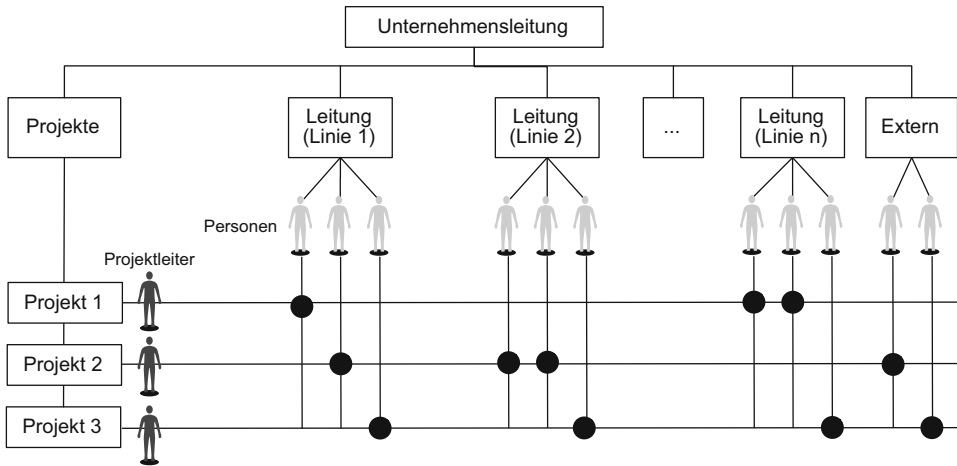 Unternehmensleitung
Projekte
Leitung
(Linie 1)
Leitung
(Linie 2)
...
Leitung
(Linie n)
Extern
Personen
Projektleiter
Projekt 1
Projekt 2
Projekt 3